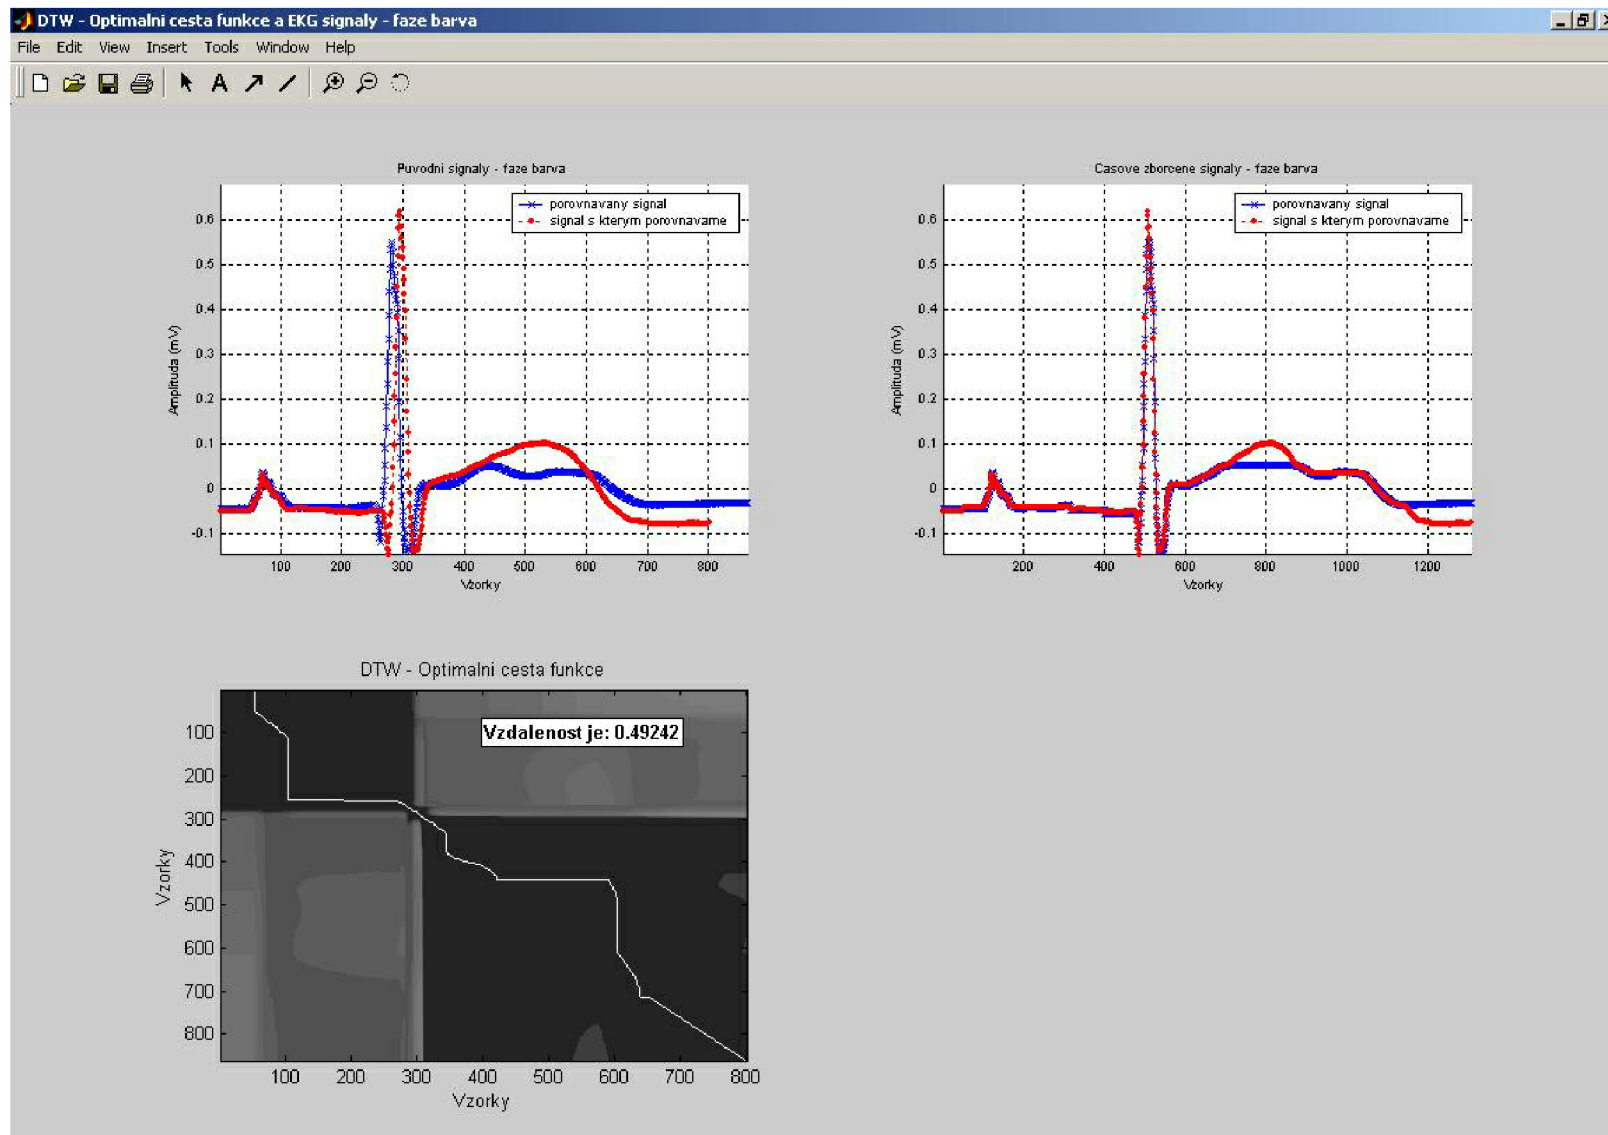 DTW - Optimalni cesta funkce a EKG signaly - faze barva
File Edit View Insert Tools Window Help
A
Puvodni signaly - faze barva
porovnavany signal
signal s kterym porovnavame
Amplituda (mV)
0.6
0.5
0.4
0.3
0.2
0.1
0
-0.1
100 200 300 400 500 600 700 800
Vzorky
Casove zborcene signaly - faze barva
porovnavany signal
signal s kterym porovnavame
Amplituda (mV)
0.6
0.5
0.4
0.3
0.2
0.1
0
-0.1
200 400 600 800 1000 1200
Vzorky
DTW - Optimalni cesta funkce
Vzdalenost je: 0.49242
Vzorky
100
200
300
400
500
600
700
800
100 200 300 400 500 600 700 800
Vzorky